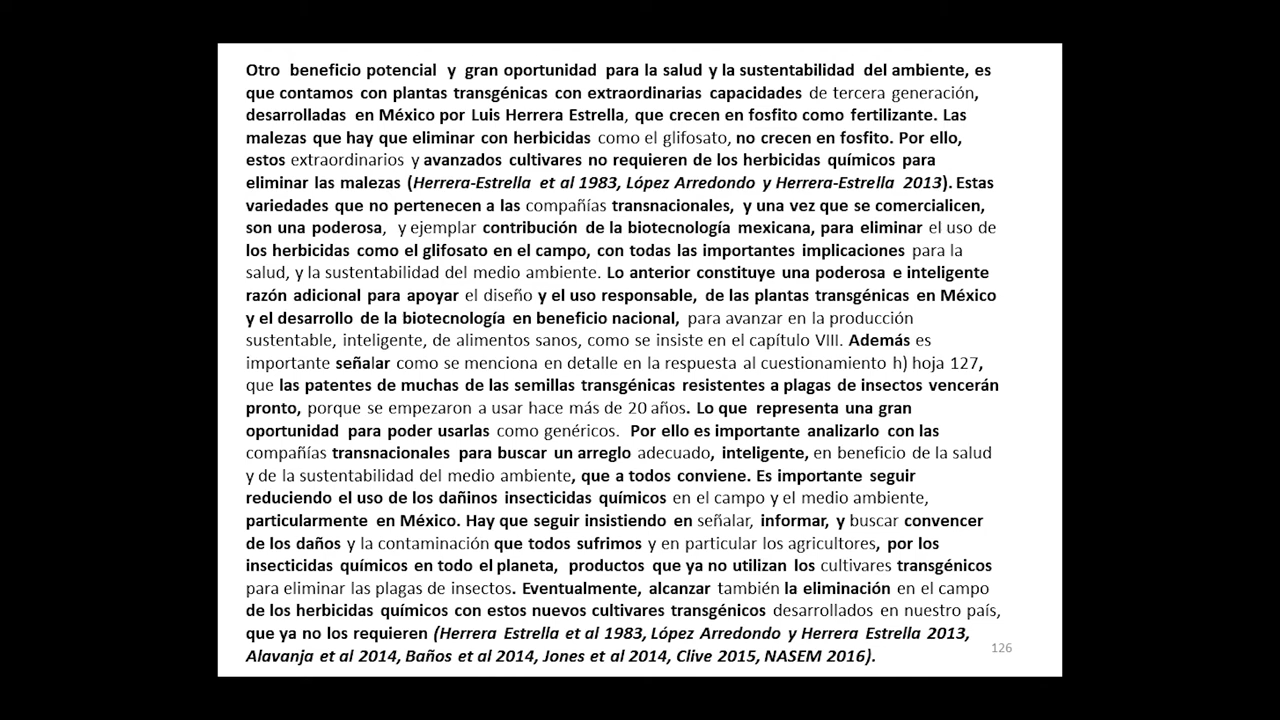 Otro beneficio potencial y gran oportunidad para la salud y la sustentabilidad del ambiente, es
que contamos con plantas transgénicas con extraordinarias capacidades de tercera generación,
desarrolladas en México por Luis Herrera Estrella, que crecen en fosfito como fertilizante. Las
malezas que hay que eliminar con herbicidas como el glifosato, no crecen en fosfito. Por ello,
estos extraordinarios y avanzados cultivares no requieren de los herbicidas químicos para
eliminar las malezas (Herrera-Estrella et al 1983, López Arredondo y Herrera-Estrella 2013). Estas
variedades que no pertenecen a las compañías transnacionales, y una vez que se comercialicen,
son una poderosa, y ejemplar contribución de la biotecnología mexicana, para eliminar el uso de
los herbicidas como el glifosato en el campo, con todas las importantes implicaciones para la
salud, y la sustentabilidad del medio ambiente. Lo anterior constituye una poderosa e inteligente
razón adicional para apoyar el diseño y el uso responsable, de las plantas transgénicas en México
y el desarrollo de la biotecnología en beneficio nacional, para avanzar en la producción
sustentable, inteligente, de alimentos sanos, como se insiste en el capítulo VIII. Además es
importante señalar como se menciona en detalle en la respuesta al cuestionamiento h) hoja 127,
que las patentes de muchas de las semillas transgénicas resistentes a plagas de insectos vencerán
pronto, porque se empezaron a usar hace más de 20 años. Lo que representa una gran
oportunidad para poder usarlas como genéricos. Por ello es importante analizarlo con las
compañías transnacionales para buscar un arreglo adecuado, inteligente, en beneficio de la salud
y de la sustentabilidad del medio ambiente, que a todos conviene. Es importante seguir
reduciendo el uso de los dañinos insecticidas químicos en el campo y el medio ambiente,
particularmente en México. Hay que seguir insistiendo en señalar, informar, y buscar convencer
de los daños y la contaminación que todos sufrimos y en particular los agricultores, por los
insecticidas químicos en todo el planeta, productos que ya no utilizan los cultivares transgénicos
para eliminar las plagas de insectos. Eventualmente, alcanzar también la eliminación en el campo
de los herbicidas químicos con estos nuevos cultivares transgénicos desarrollados en nuestro país,
que ya no los requieren (Herrera Estrella et al 1983, López Arredondo y Herrera Estrella 2013,
Alavanja et al 2014, Baños et al 2014, Jones et al 2014, Clive 2015, NASEM 2016).
126